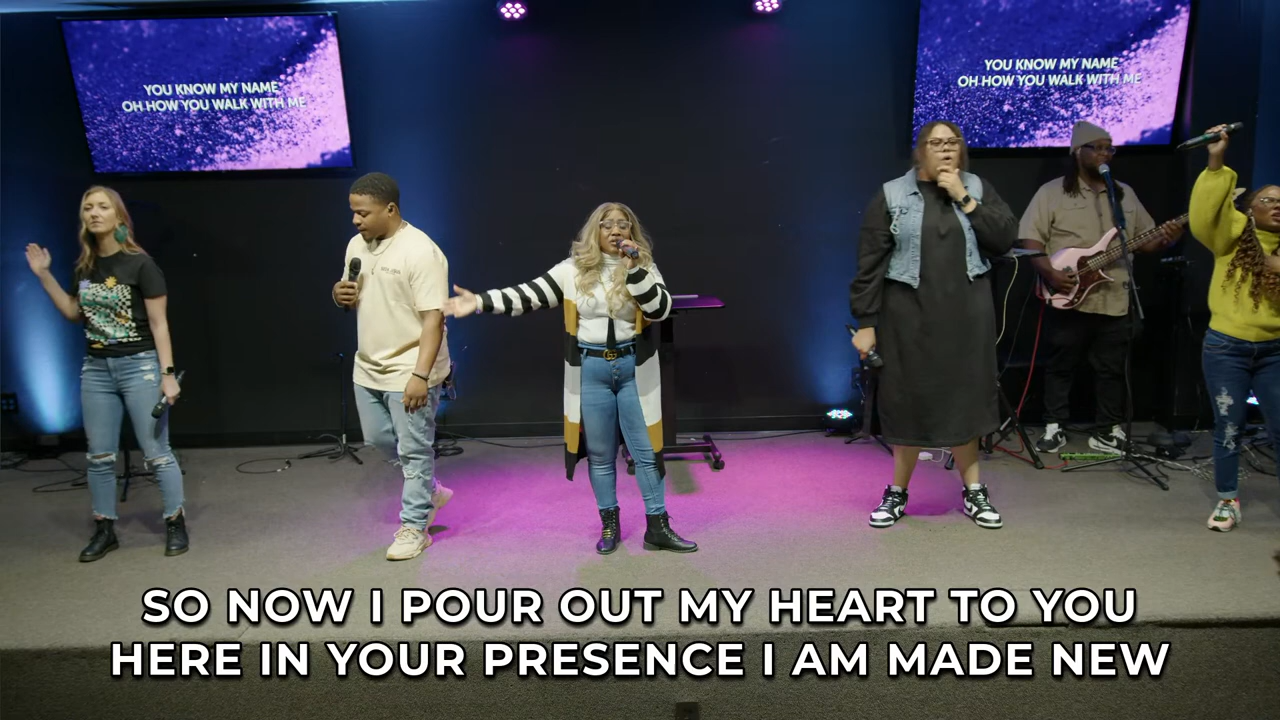 YOU KNOW MY NAME
OH HOW YOU WALK WITH ME
YOU KNOW MY NAME
OH HOW YOU WALK WITH ME
SO NOW I POUR OUT MY HEART TO YOU
HERE IN YOUR PRESENCE I AM MADE NEW